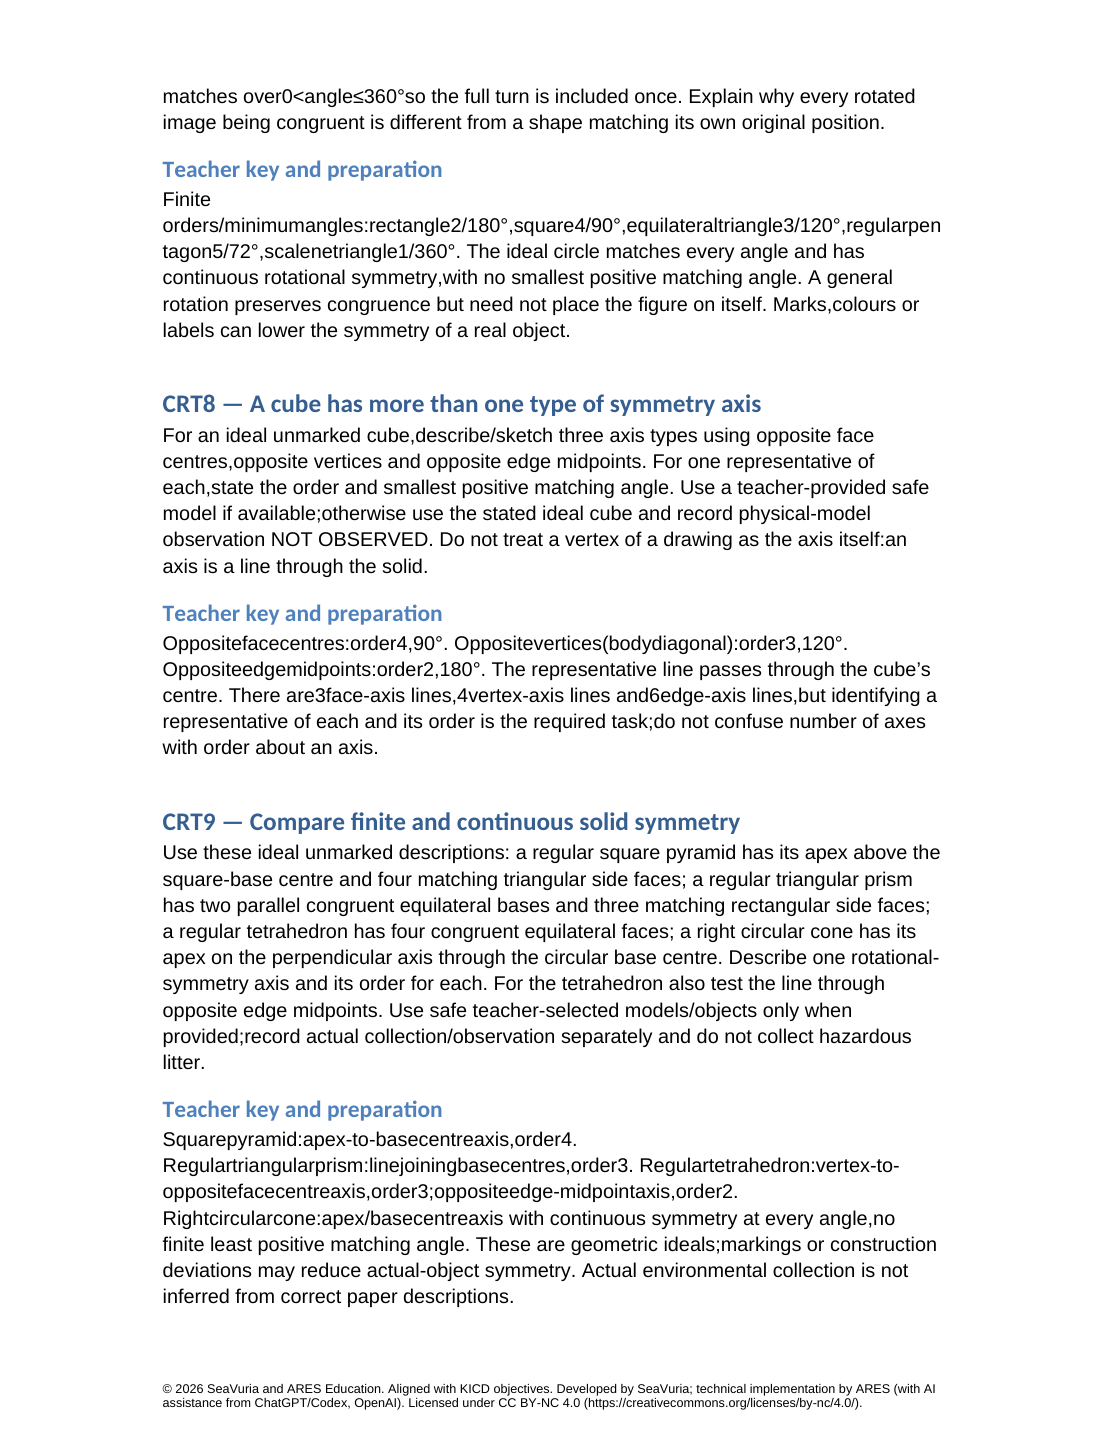 matches over0<angle≤360°so the full turn is included once. Explain why every rotated
image being congruent is different from a shape matching its own original position.
Teacher key and preparation
Finite
orders/minimumangles:rectangle2/180°,square4/90°,equilateraltriangle3/120°,regularpen
tagon5/72°,scalenetriangle1/360°. The ideal circle matches every angle and has
continuous rotational symmetry,with no smallest positive matching angle. A general
rotation preserves congruence but need not place the figure on itself. Marks,colours or
labels can lower the symmetry of a real object.
CRT8 — A cube has more than one type of symmetry axis
For an ideal unmarked cube,describe/sketch three axis types using opposite face
centres,opposite vertices and opposite edge midpoints. For one representative of
each,state the order and smallest positive matching angle. Use a teacher-provided safe
model if available;otherwise use the stated ideal cube and record physical-model
observation NOT OBSERVED. Do not treat a vertex of a drawing as the axis itself:an
axis is a line through the solid.
Teacher key and preparation
Oppositefacecentres:order4,90°. Oppositevertices(bodydiagonal):order3,120°.
Oppositeedgemidpoints:order2,180°. The representative line passes through the cube’s
centre. There are3face-axis lines,4vertex-axis lines and6edge-axis lines,but identifying a
representative of each and its order is the required task;do not confuse number of axes
with order about an axis.
CRT9 — Compare finite and continuous solid symmetry
Use these ideal unmarked descriptions: a regular square pyramid has its apex above the
square-base centre and four matching triangular side faces; a regular triangular prism
has two parallel congruent equilateral bases and three matching rectangular side faces;
a regular tetrahedron has four congruent equilateral faces; a right circular cone has its
apex on the perpendicular axis through the circular base centre. Describe one rotational-
symmetry axis and its order for each. For the tetrahedron also test the line through
opposite edge midpoints. Use safe teacher-selected models/objects only when
provided;record actual collection/observation separately and do not collect hazardous
litter.
Teacher key and preparation
Squarepyramid:apex-to-basecentreaxis,order4.
Regulartriangularprism:linejoiningbasecentres,order3. Regulartetrahedron:vertex-to-
oppositefacecentreaxis,order3;oppositeedge-midpointaxis,order2.
Rightcircularcone:apex/basecentreaxis with continuous symmetry at every angle,no
finite least positive matching angle. These are geometric ideals;markings or construction
deviations may reduce actual-object symmetry. Actual environmental collection is not
inferred from correct paper descriptions.
© 2026 SeaVuria and ARES Education. Aligned with KICD objectives. Developed by SeaVuria; technical implementation by ARES (with AI
assistance from ChatGPT/Codex, OpenAI). Licensed under CC BY-NC 4.0 (https://creativecommons.org/licenses/by-nc/4.0/).